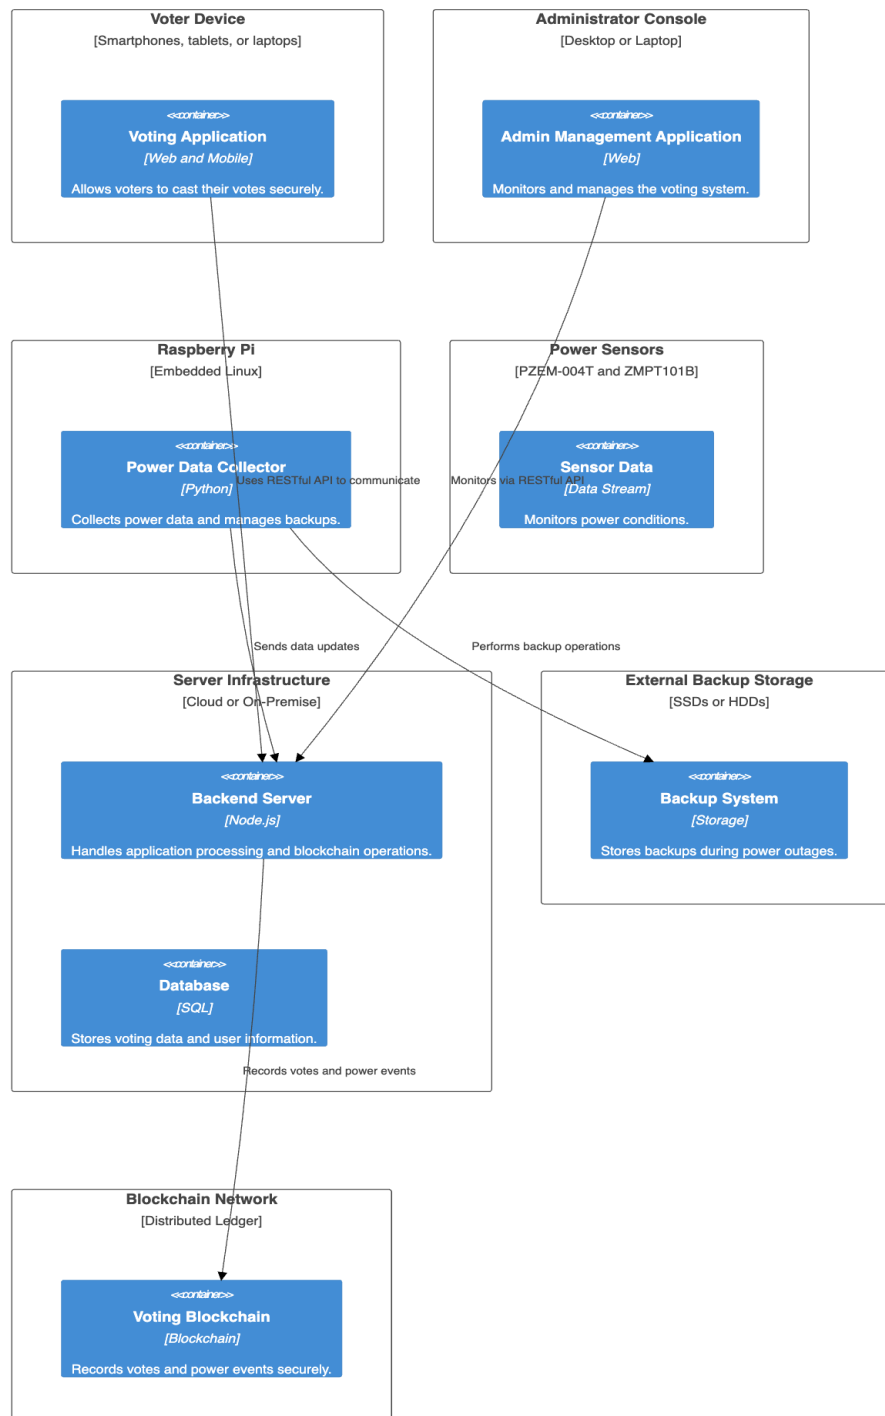 Voter Device
[Smartphones, tablets, or laptops]
<<container>>
Voting Application
[Web and Mobile]
Allows voters to cast their votes securely.
Administrator Console
[Desktop or Laptop]
<<container>>
Admin Management Application
[Web]
Monitors and manages the voting system.
Raspberry Pi
[Embedded Linux]
<<container>>
Power Data Collector
[Python]
Collects power data and manages backups.
Uses RESTful API to communicate
Power Sensors
[PZEM-004T and ZMPT101B]
<<container>>
Sensor Data
[Data Stream]
Monitors power conditions.
Monitors via RESTful API
Sends data updates
Performs backup operations
Server Infrastructure
[Cloud or On-Premise]
<<container>>
Backend Server
[Node.js]
Handles application processing and blockchain operations.
External Backup Storage
[SSDs or HDDs]
<<container>>
Backup System
[Storage]
Stores backups during power outages.
<<container>>
Database
[SQL]
Stores voting data and user information.
Records votes and power events
Blockchain Network
[Distributed Ledger]
<<container>>
Voting Blockchain
[Blockchain]
Records votes and power events securely.